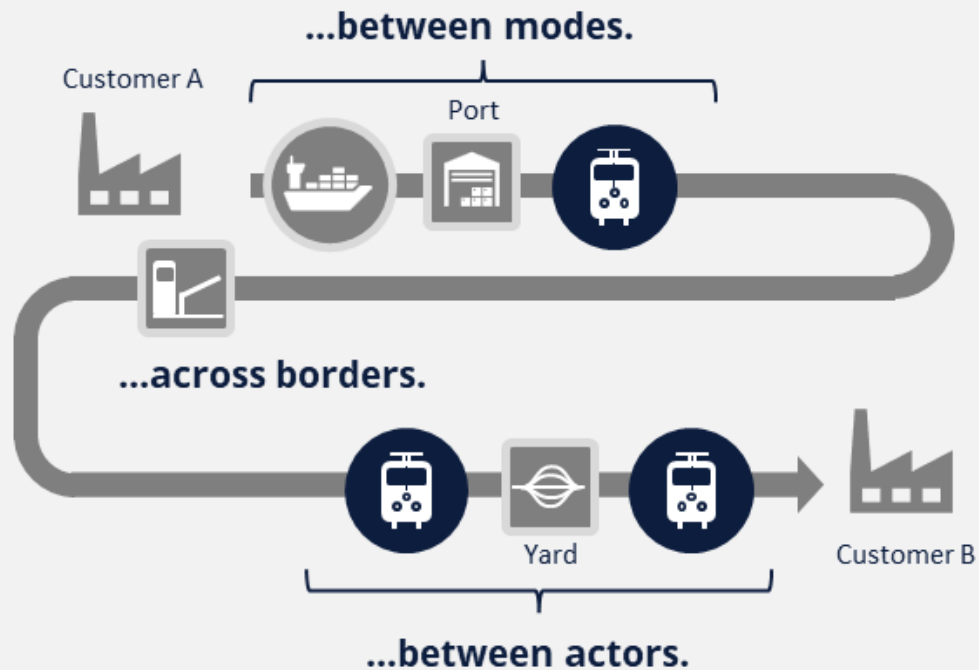 ...between modes.
Customer A
Port
...across borders.
Yard
Customer B
...between actors.